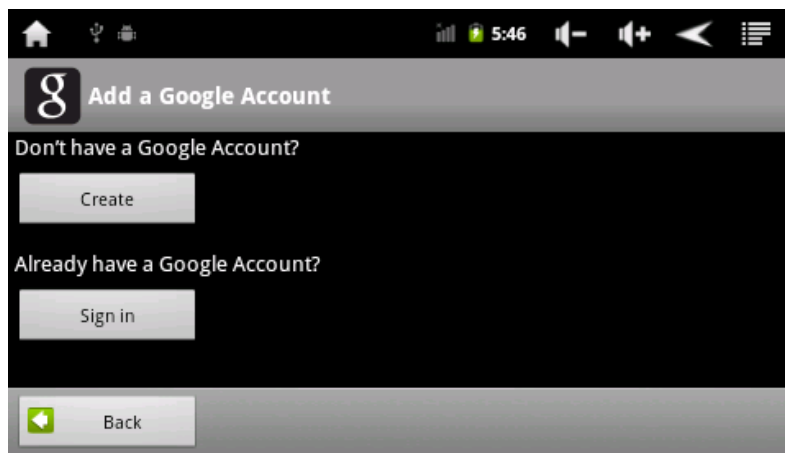 5:46
g Add a Google Account
Don't have a Google Account?
Create
Already have a Google Account?
Sign in
Back